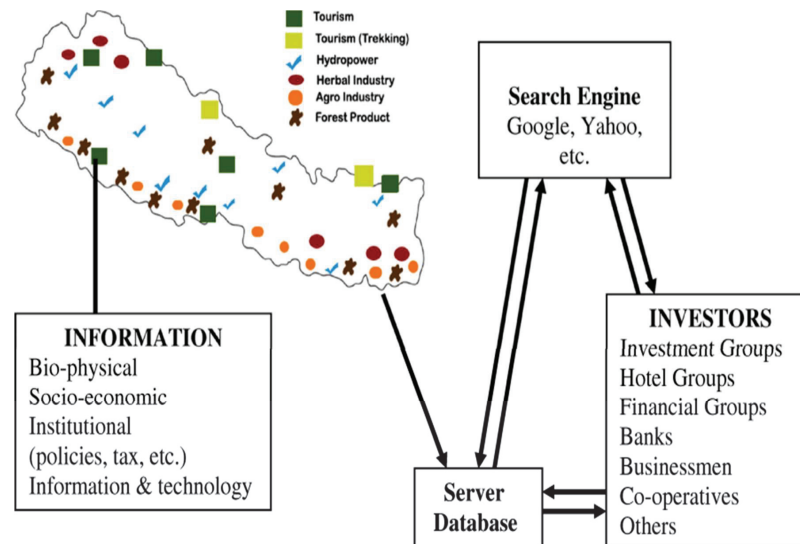 Tourism
Tourism (Trekking)
Hydropower
Herbal Industry
Agro Industry
Forest Product
Search Engine
Google, Yahoo,
etc.
INFORMATION
Bio-physical
Socio-economic
Institutional
(policies, tax, etc.)
Information & technology
INVESTORS
Investment Groups
Hotel Groups
Financial Groups
Banks
Businessmen
Co-operatives
Others
Server
Database